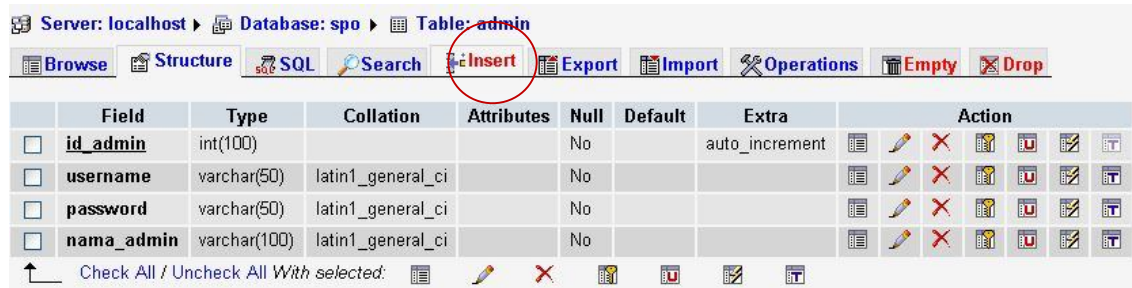 Server: localhost ▸ Database: spo ▸ Table: admin
Browse Structure SQL Search Insert Export Import Operations Empty Drop
Field Type Collation Attributes Null Default Extra Action
id_admin int(100) No auto_increment
username varchar(50) latin1_general_ci No
password varchar(50) latin1_general_ci No
nama_admin varchar(100) latin1_general_ci No
Check All / Uncheck All With selected: